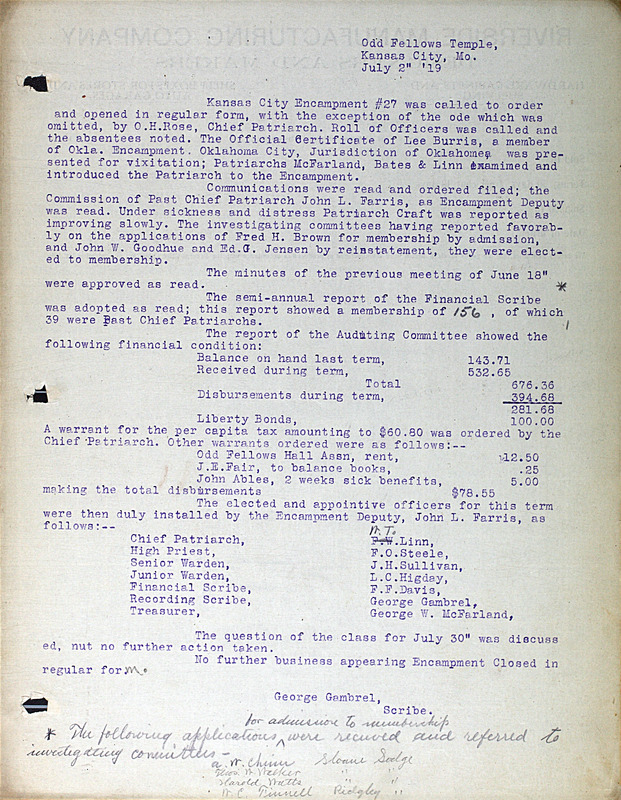 RIVERSIDE MANUFACTURING COMPANY
Odd Fellows Temple,
Kansas City, Mo.
July 2" '19
Kansas City Encampment #27 was called to order
and opened in regular form, with the exception of the ode which was
omitted, by O.H.Rose, Chief Patriarch. Roll of Officers was called and
the absentees noted. The Official Certificate of Lee Burris, a member
of Okla. Encampment. Oklahoma City, Jurisdiction of Oklahoma, was pre-
sented for vixitation; Patriarchs McFarland, Bates & Linn examimed and
introduced the Patriarch to the Encampment.
Communications were read and ordered filed; the
Commission of Past Chief Patriarch John L. Farris, as Encampment Deputy
was read. Under sickness and distress Patriarch Craft was reported as
improving slowly. The investigating committees having reported favorab-
ly on the applications of Fred H. Brown for membership by admission,
and John W. Goodhue and Ed.G. Jensen by reinstatement, they were elect-
ed to membership.
The minutes of the previous meeting of June 18"
were approved as read. *
The semi-annual report of the Financial Scribe
was adopted as read; this report showed a membership of 156 , of which
39 were Past Chief Patriarchs.
The report of the Auditing Committee showed the
following financial condition:
Balance on hand last term, 143.71
Received during term, 532.65
Total 676.36
Disbursements during term, 394.68
281.68
Liberty Bonds, 100.00
A warrant for the per capita tax amounting to $60.80 was ordered by the
Chief Patriarch. Other warrants ordered were as follows:--
Odd Fellows Hall Assn, rent, 12.50
J.E.Fair, to balance books, .25
John Ables, 2 weeks sick benefits, 5.00
making the total disbursements $78.55
The elected and appointive officers for this term
were then duly installed by the Encampment Deputy, John L. Farris, as
follows:--
Chief Patriarch, W.T. F.W.Linn,
High Priest, F.O.Steele,
Senior Warden, J.H.Sullivan,
Junior Warden, L.C.Higday,
Financial Scribe, F.F.Davis,
Recording Scribe, George Gambrel,
Treasurer, George W. McFarland,
The question of the class for July 30" was discuss
ed, nut no further action taken.
No further business appearing Encampment Closed in
regular form.
George Gambrel,
Scribe.
for admission to membership
* The following applications were received and referred to
investigating committees -
a. W. Chinn Sloane Lodge
W. Walker " "
Harold Watts " "
W. C. Pinnell Ridgley "